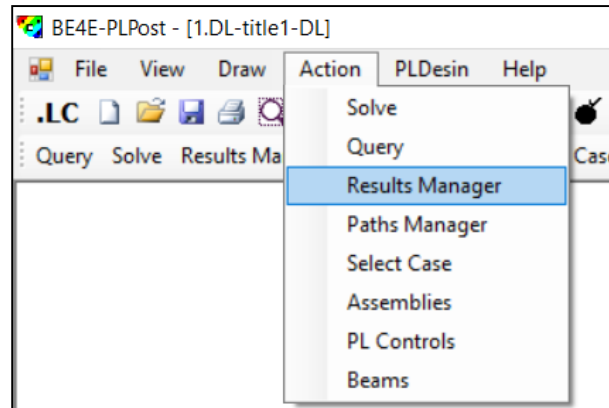 BE4E-PLPost - [1.DL-title1-DL]
File View Draw Action PLDesin Help
.LC
Query Solve Results Ma Case
Solve
Query
Results Manager
Paths Manager
Select Case
Assemblies
PL Controls
Beams